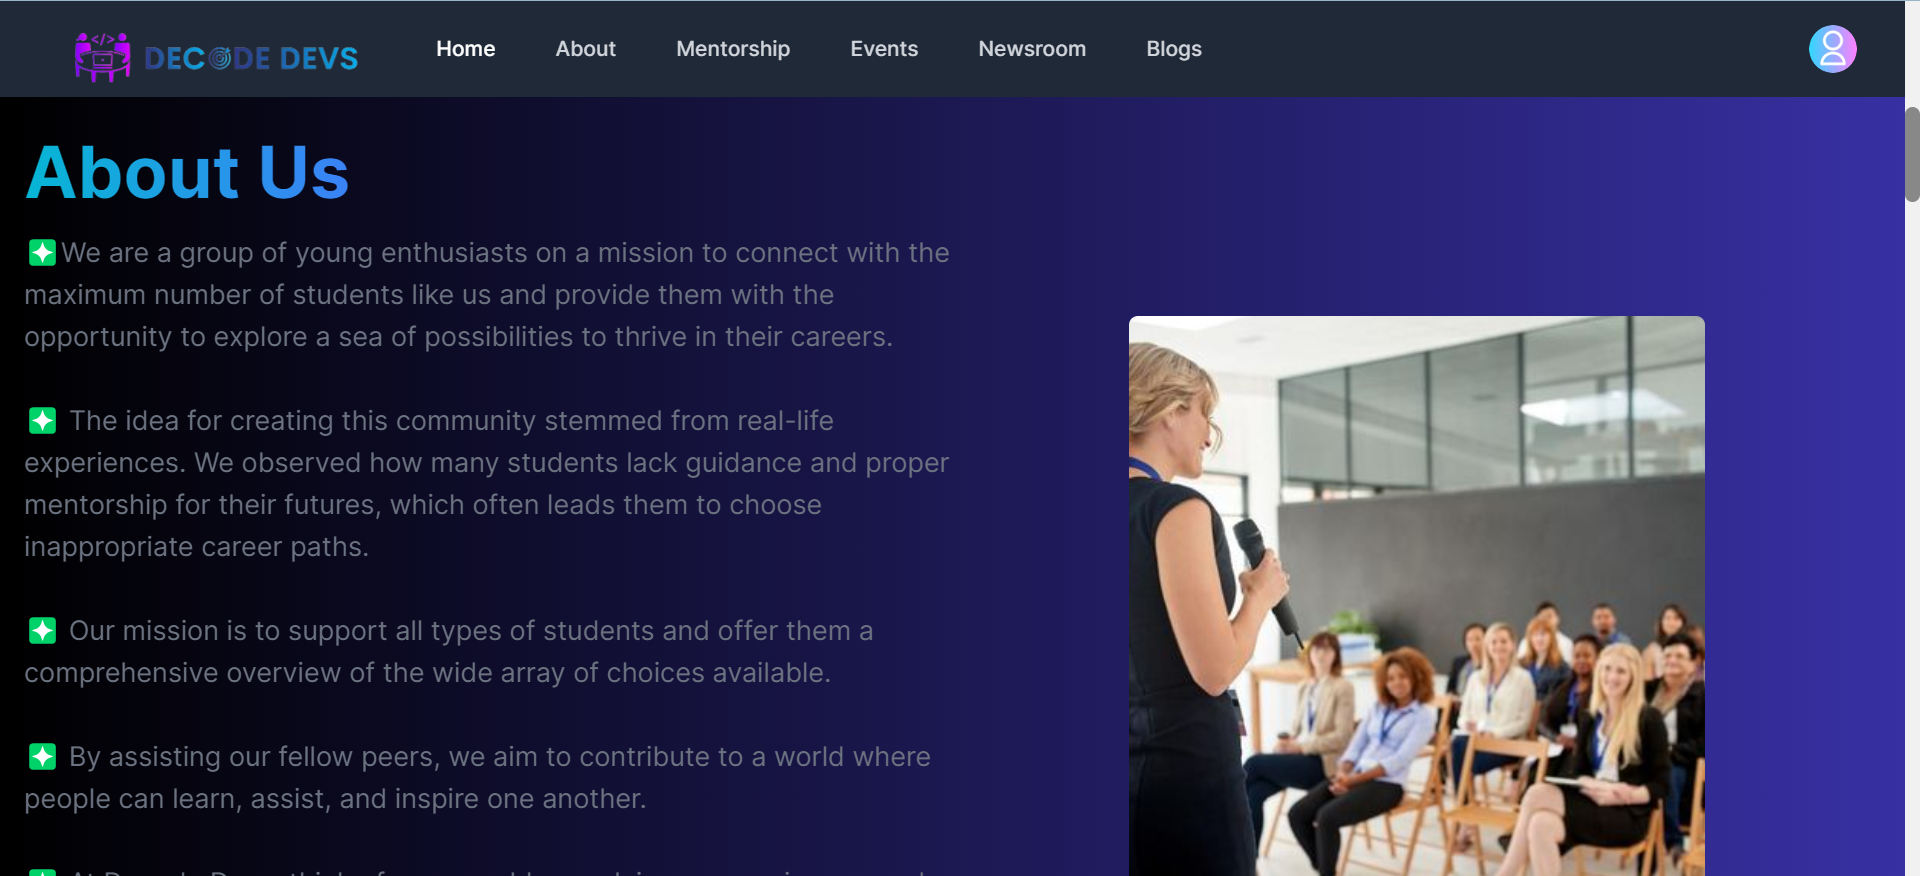 DECODE DEVS
Home
About
Mentorship
Events
Newsroom
Blogs
About Us
We are a group of young enthusiasts on a mission to connect with the
maximum number of students like us and provide them with the
opportunity to explore a sea of possibilities to thrive in their careers.
The idea for creating this community stemmed from real-life
experiences. We observed how many students lack guidance and proper
mentorship for their futures, which often leads them to choose
inappropriate career paths.
Our mission is to support all types of students and offer them a
comprehensive overview of the wide array of choices available.
By assisting our fellow peers, we aim to contribute to a world where
people can learn, assist, and inspire one another.